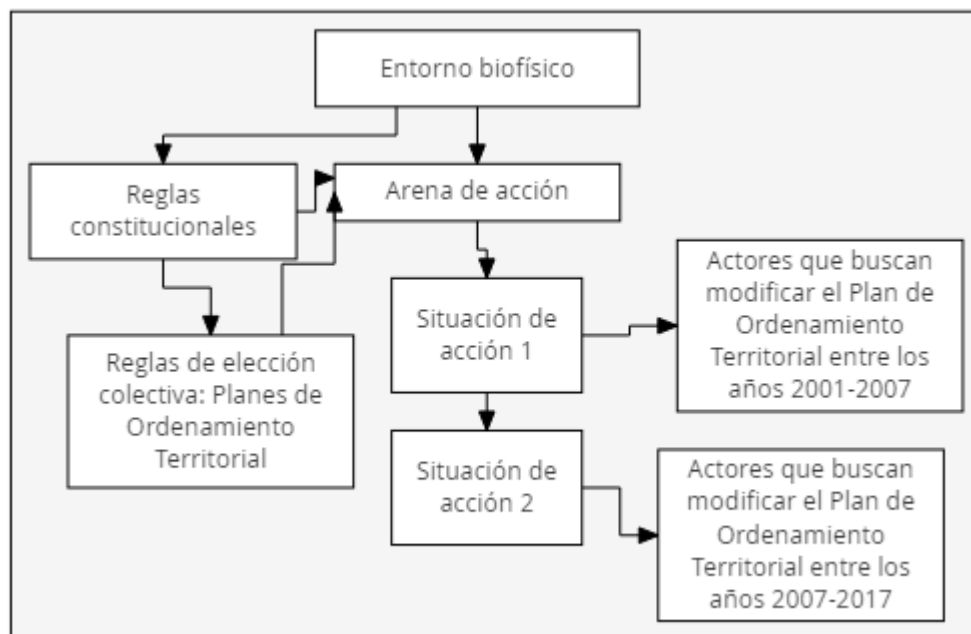 Entorno biofísico
Reglas
constitucionales
Arena de acción
Reglas de elección
colectiva: Planes de
Ordenamiento
Territorial
Situación de
acción 1
Actores que buscan
modificar el Plan de
Ordenamiento
Territorial entre los
años 2001-2007
Situación de
acción 2
Actores que buscan
modificar el Plan de
Ordenamiento
Territorial entre los
años 2007-2017